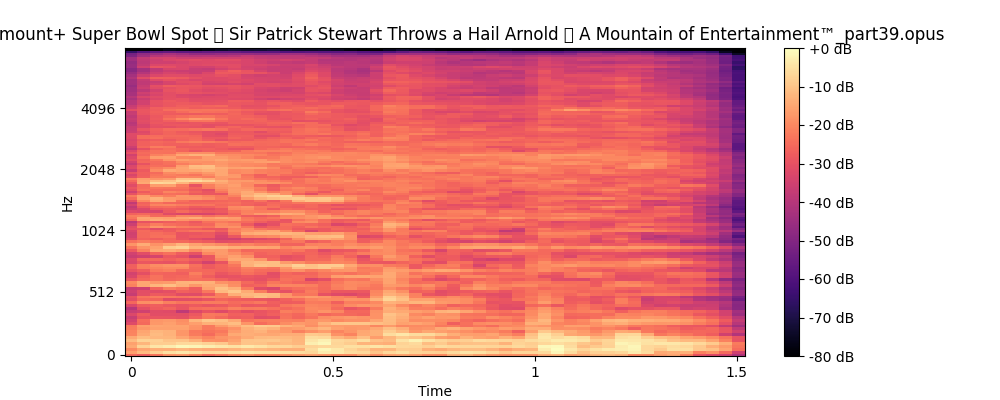 mount+ Super Bowl Spot ▯ Sir Patrick Stewart Throws a Hail Arnold ▯ A Mountain of Entertainment™_part39.opus
+0 dB
4096
-10 dB
-20 dB
2048
-30 dB
Hz
1024
-40 dB
-50 dB
512
-60 dB
-70 dB
0
-80 dB
0
0.5
1
1.5
Time